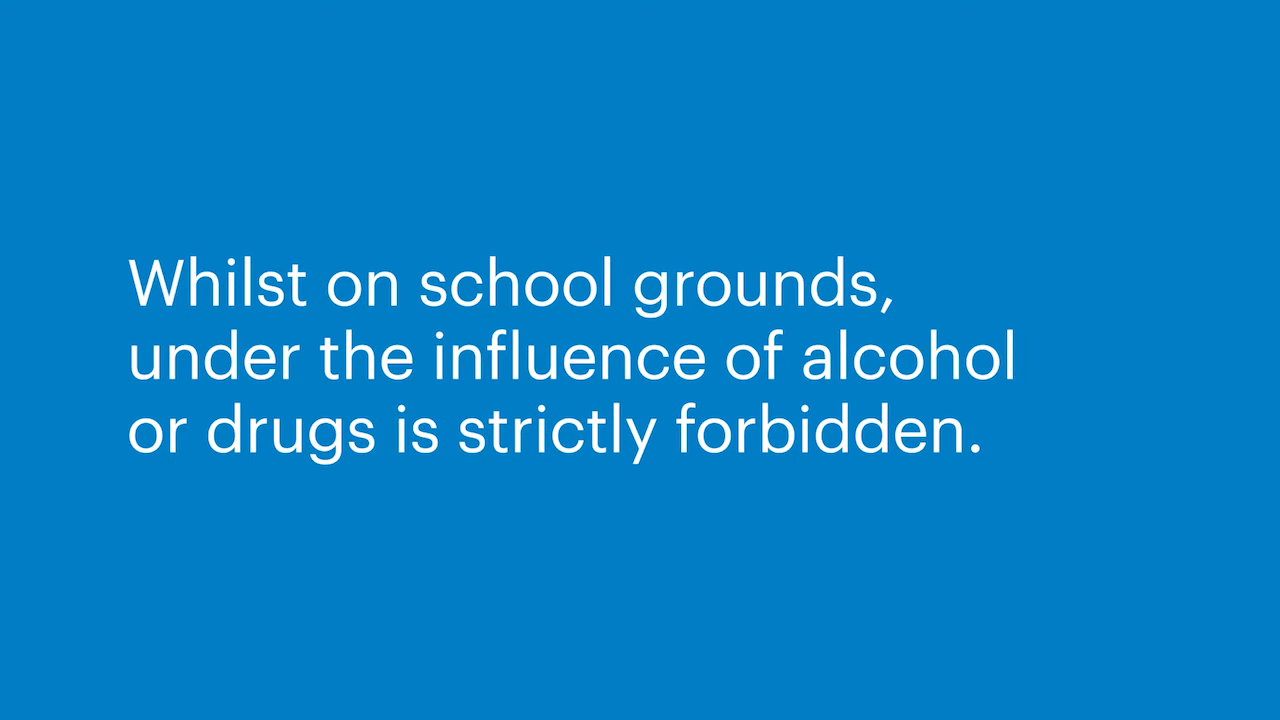 Whilst on school grounds,
under the influence of alcohol
or drugs is strictly forbidden.